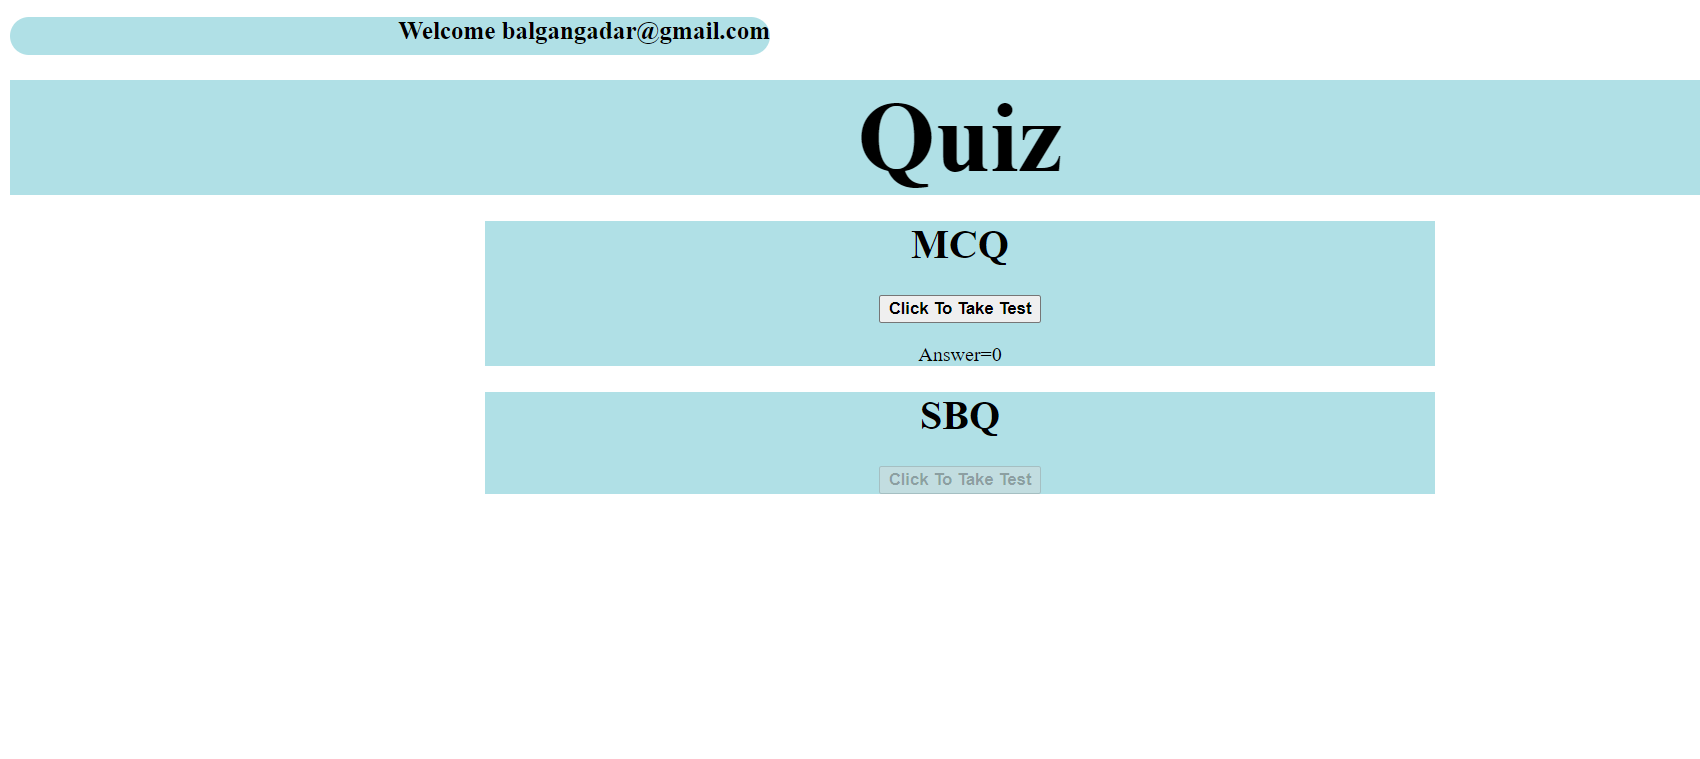 Welcome balgangadar@gmail.com
Quiz
MCQ
Click To Take Test
Answer=0
SBQ
Click To Take Test